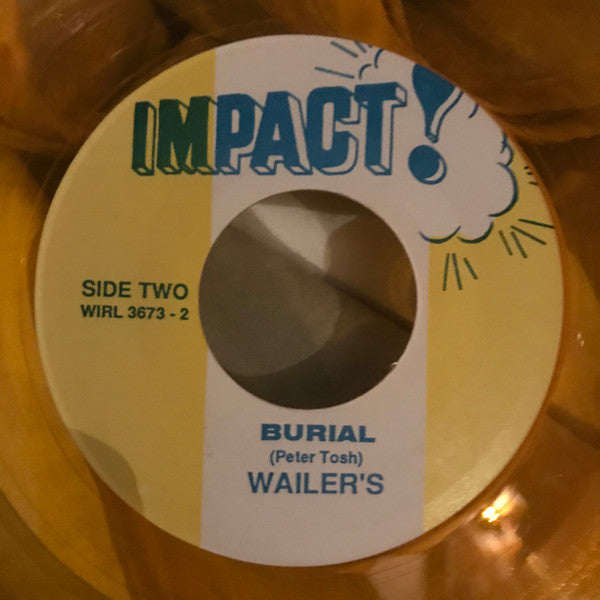 IMPACT!
SIDE TWO
WIRL 3673 - 2
BURIAL
(Peter Tosh)
WAILER'S